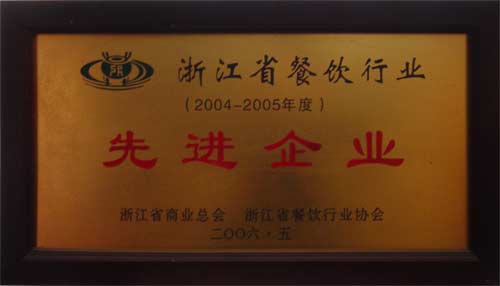 浙江省餐饮行业
(2004-2005年度)
先进企业
浙江省商业总会 浙江省餐饮行业协会
二〇〇六·五